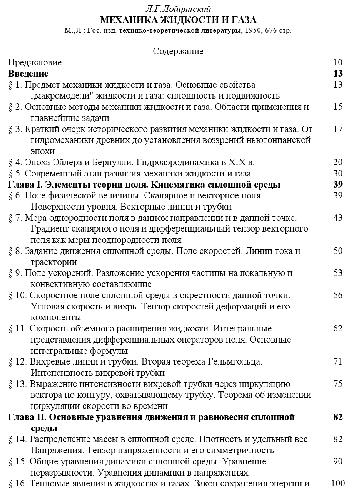 Л.Г.Лойцянский
МЕХАНИКА ЖИДКОСТИ И ГАЗА
М.,Л.: Гос. изд. технико-теоретической литературы, 1950, 676 стр.
Содержание
Предисловие 10
Введение 13
§ 1. Предмет механики жидкости и газа. Основные свойства 13
„макромодели" жидкости и газа: сплошность и подвижность
§ 2. Основные методы механики жидкости и газа. Области применения и 15
главнейшие задачи
§ 3. Краткий очерк исторического развития механики жидкости и газа. От 17
гидромеханики древних до установления воззрений ньютонианской
эпохи
§ 4. Эпоха Эйлера и Бернулли. Гидроаэродинамика в XIX в. 20
§ 5. Современный этап развития механики жидкости и газа 30
Глава I. Элементы теории поля. Кинематика сплошной среды 39
§ 6. Поле физической величины. Скалярное и векторное поля 39
Поверхности уровня. Векторные линии и трубки
§ 7. Мера однородности поля в данном направлении и в данной точке. 43
Градиент скалярного поля и дифференциальный тензор векторного
поля как меры неоднородности поля
§ 8. Задание движения сплошной среды. Поле скоростей. Линии тока и 50
траектории
§ 9. Поле ускорений. Разложение ускорения частицы на локальную и 53
конвективную составляющие
§ 10. Скоростное поле сплошной среды в окрестности данной точки. 56
Угловая скорость и вихрь. Тензор скоростей деформаций и его
компоненты
§ 11. Скорость объемного расширения жидкости. Интегральные 62
представления дифференциальных операторов поля. Основные
интегральные формулы
§ 12. Вихревые линии и трубки. Вторая теорема Гельмгольца. 71
Интенсивность вихревой трубки
§ 13. Выражение интенсивности вихревой трубки через циркуляцию 75
вектора по контуру, охватывающему трубку. Теорема об изменении
циркуляции скорости во времени
Глава II. Основные уравнения движения и равновесия сплошной 82
среды
§ 14. Распределение массы в сплошной среде. Плотность и удельный вес. 82
Напряжения. Тензор напряженности и его симметричность
§ 15. Общие уравнения динамики сплошной среды. Уравнение 90
неразрывности. Уравнения динамики в напряжениях
§ 16. Тепловые явления в жидкостях и газах. Закон сохранения энергии и 100